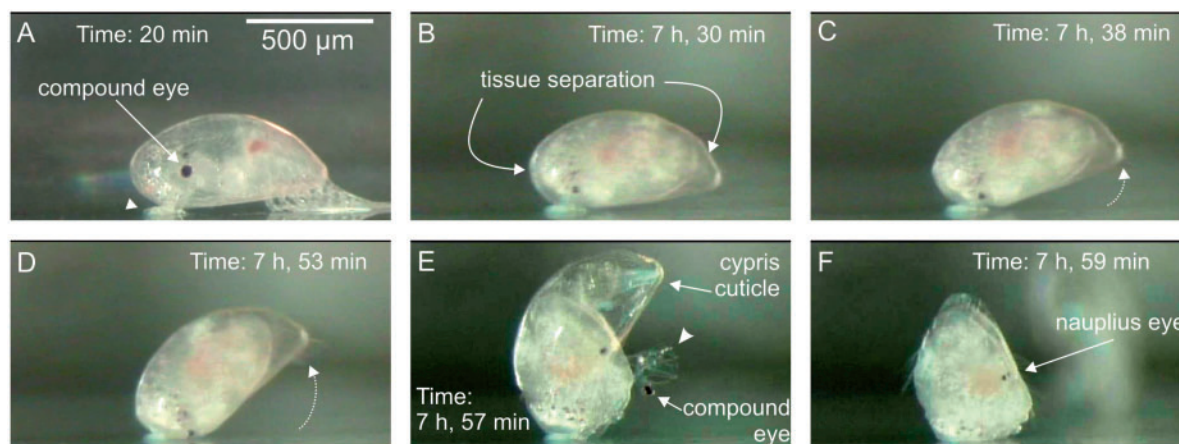 A
Time: 20 min
500 µm
compound eye
B
Time: 7 h, 30 min
tissue separation
C
Time: 7 h, 38 min
D
Time: 7 h, 53 min
E
cypris
cuticle
Time:
7 h, 57 min
compound
eye
F
Time: 7 h, 59 min
nauplius eye